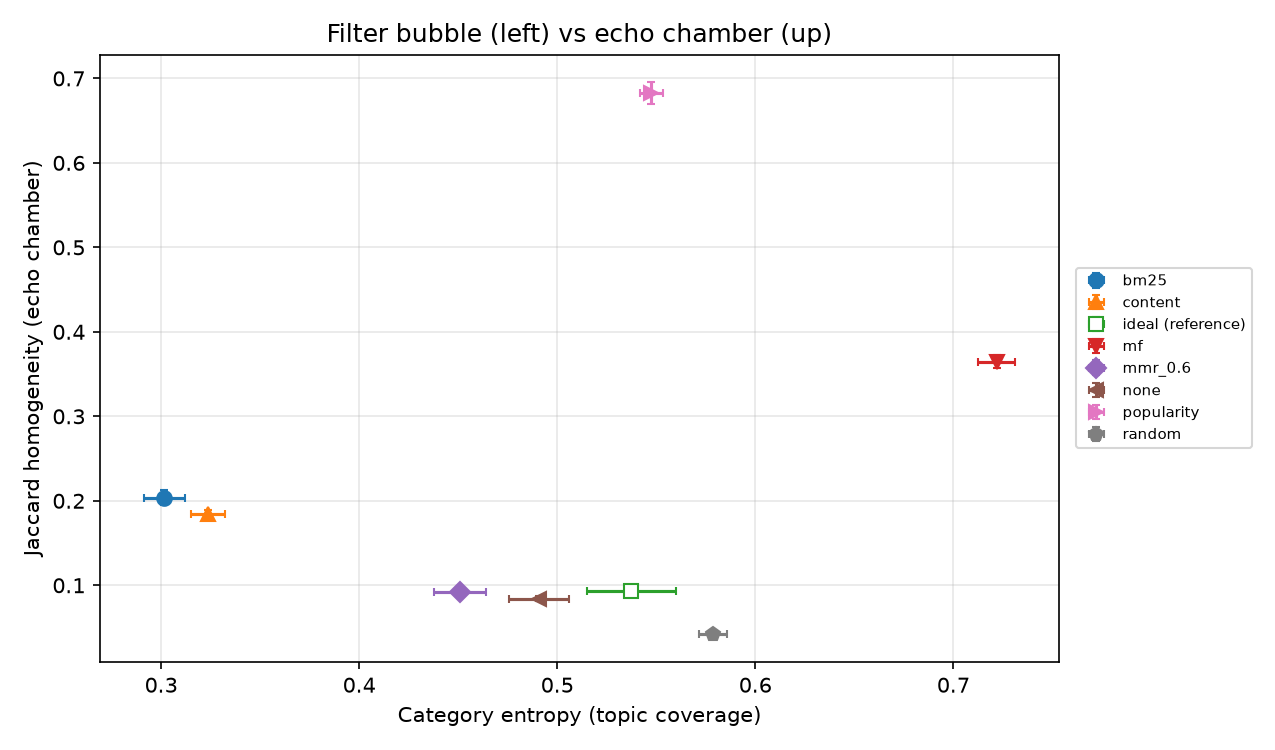 Filter bubble (left) vs echo chamber (up)
Jaccard homogeneity (echo chamber)
0.7
0.6
0.5
0.4
0.3
0.2
0.1
0.3 0.4 0.5 0.6 0.7
Category entropy (topic coverage)
bm25
content
ideal (reference)
mf
mmr_0.6
none
popularity
random